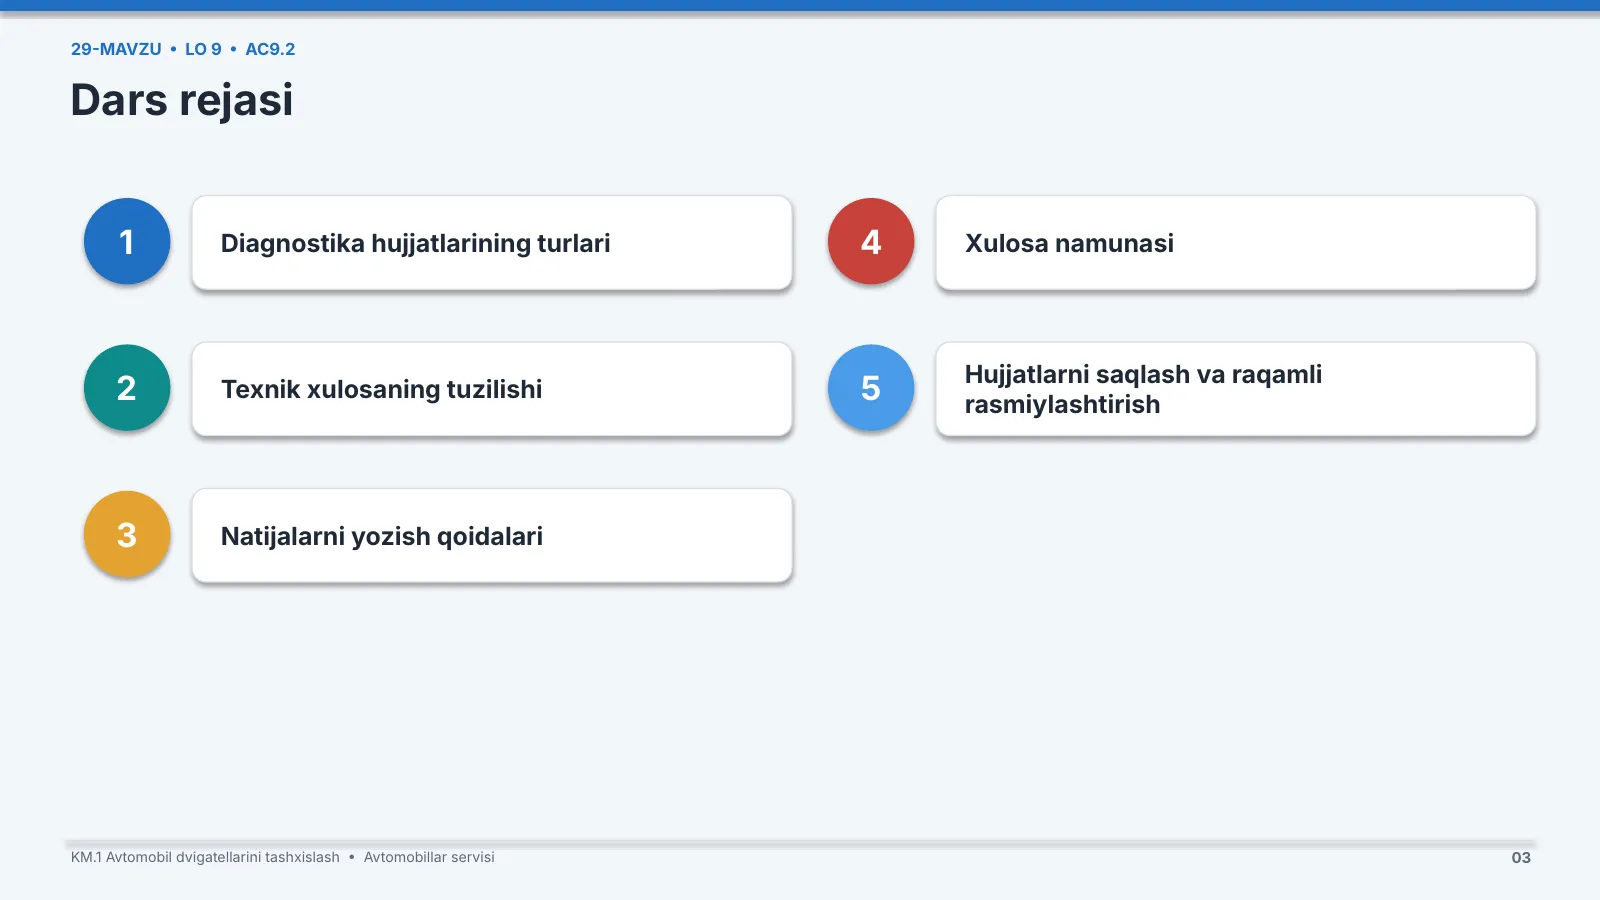 29-MAVZU • LO 9 • AC9.2
Dars rejasi
1
Diagnostika hujjatlarining turlari
2
Texnik xulosaning tuzilishi
3
Natijalarni yozish qoidalari
4
Xulosa namunasi
5
Hujjatlarni saqlash va raqamli
rasmiylashtirish
KM.1 Avtomobil dvigatellarini tashxislash • Avtomobillar servisi
03